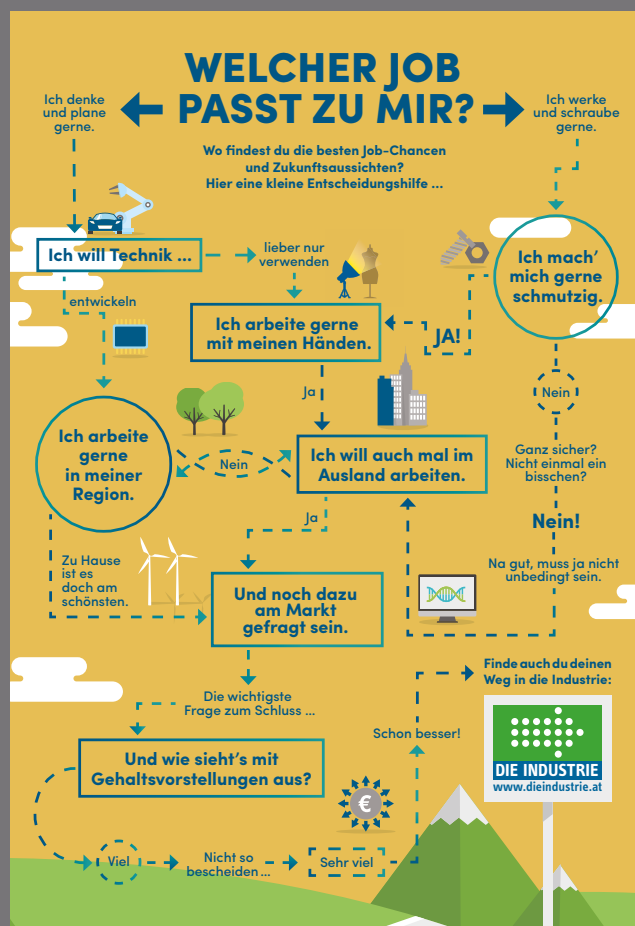 WELCHER JOB
PASST ZU MIR?
Ich denke
und plane
gerne.
Ich werke
und schraube
gerne.
Wo findest du die besten Job-Chancen
und Zukunftsaussichten?
Hier eine kleine Entscheidungshilfe ...
Ich will Technik ...
lieber nur
verwenden
Ich mach’
mich gerne
schmutzig.
entwickeln
Ich arbeite gerne
mit meinen Händen.
JA!
Ja
Nein
Ich arbeite
gerne
in meiner
Region.
Nein
Ich will auch mal im
Ausland arbeiten.
Ganz sicher?
Nicht einmal ein
bisschen?
Nein!
Ja
Zu Hause
ist es
doch am
schönsten.
Na gut, muss ja nicht
unbedingt sein.
Und noch dazu
am Markt
gefragt sein.
Die wichtigste
Frage zum Schluss ...
Finde auch du deinen
Weg in die Industrie:
Schon besser!
Und wie sieht’s mit
Gehaltsvorstellungen aus?
DIE INDUSTRIE
www.dieindustrie.at
€
Viel
Nicht so
bescheiden ...
Sehr viel